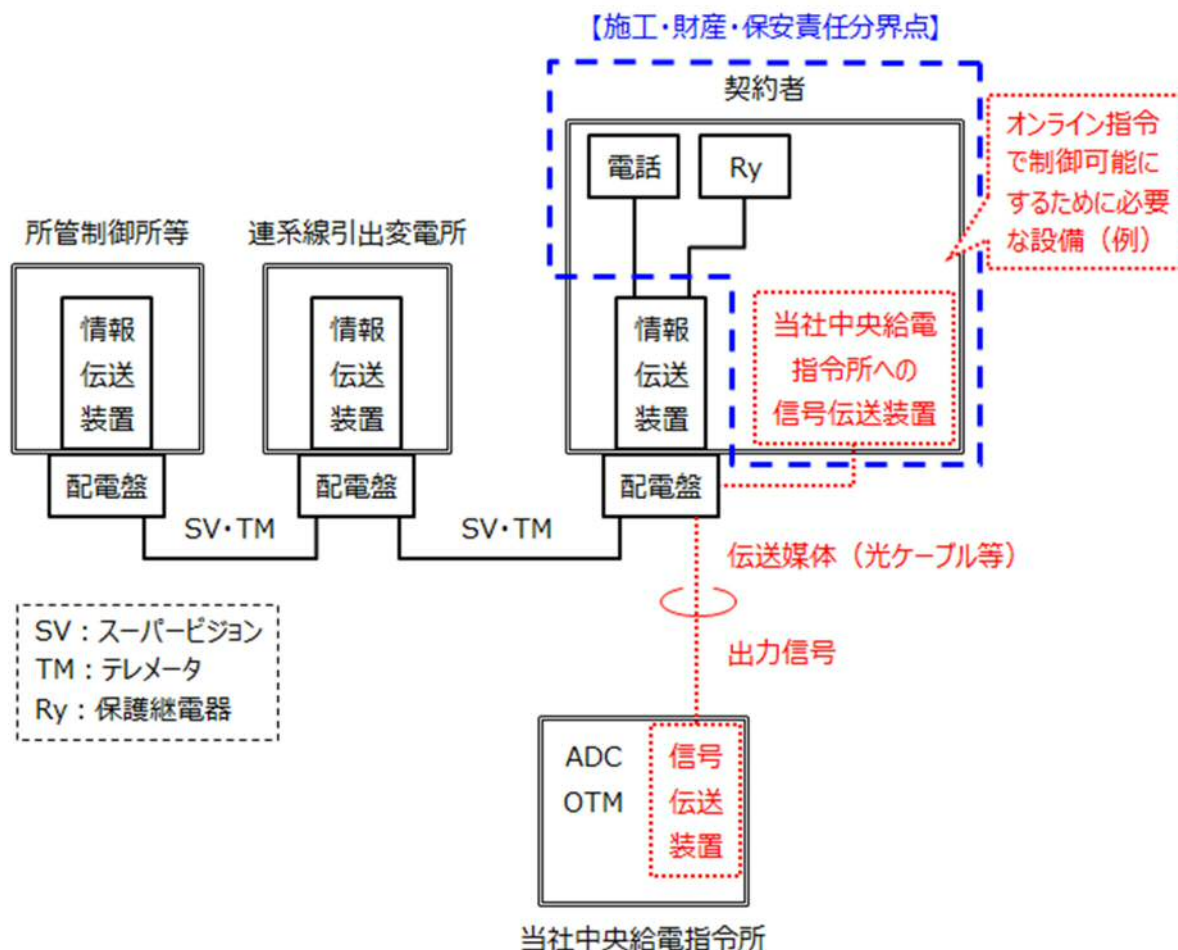 【施工・財産・保安責任分界点】
契約者
オンライン指令
で制御可能に
するために必要
な設備（例）
電話
Ry
所管制御所等
連系線引出変電所
情報
伝送
装置
情報
伝送
装置
情報
伝送
装置
当社中央給電
指令所への
信号伝送装置
配電盤
配電盤
配電盤
SV・TM
SV・TM
伝送媒体（光ケーブル等）
出力信号
SV：スーパービジョン
TM：テレメータ
Ry：保護継電器
ADC
OTM
信号
伝送
装置
当社中央給電指令所